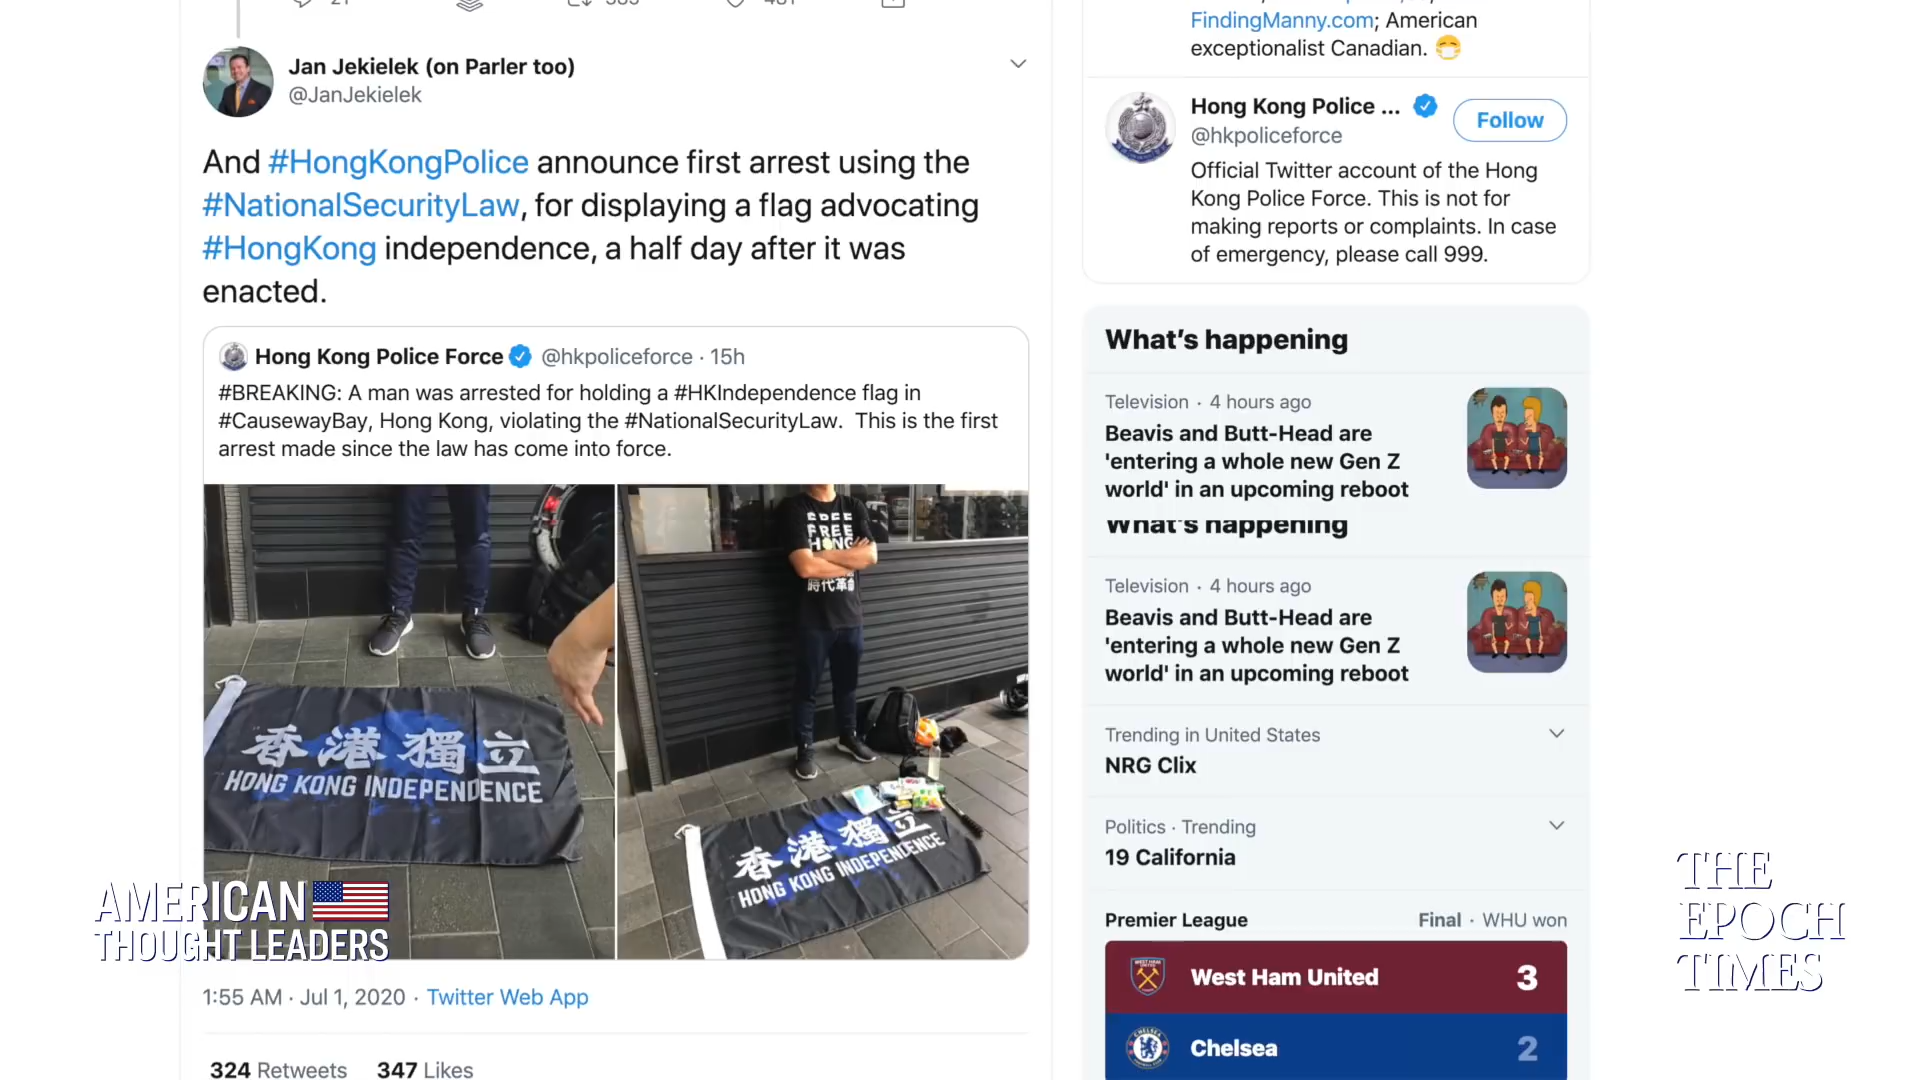 21 385 481
Jan Jekielek (on Parler too)
@JanJekielek
And #HongKongPolice announce first arrest using the
#NationalSecurityLaw, for displaying a flag advocating
#HongKong independence, a half day after it was
enacted.
Hong Kong Police Force @hkpoliceforce · 15h
#BREAKING: A man was arrested for holding a #HKIndependence flag in
#CausewayBay, Hong Kong, violating the #NationalSecurityLaw. This is the first
arrest made since the law has come into force.
FREE
HONG
時代革命
香港獨立
HONG KONG INDEPENDENCE
香港獨立
HONG KONG INDEPENDENCE
AMERICAN
THOUGHT LEADERS
1:55 AM · Jul 1, 2020 · Twitter Web App
324 Retweets 347 Likes
FindingManny.com; American
exceptionalist Canadian.
Hong Kong Police ...
@hkpoliceforce
Follow
Official Twitter account of the Hong
Kong Police Force. This is not for
making reports or complaints. In case
of emergency, please call 999.
What's happening
Television · 4 hours ago
Beavis and Butt-Head are
'entering a whole new Gen Z
world' in an upcoming reboot
What's happening
Television · 4 hours ago
Beavis and Butt-Head are
'entering a whole new Gen Z
world' in an upcoming reboot
Trending in United States
NRG Clix
Politics · Trending
19 California
Premier League Final · WHU won
West Ham United 3
Chelsea 2
THE
EPOCH
TIMES